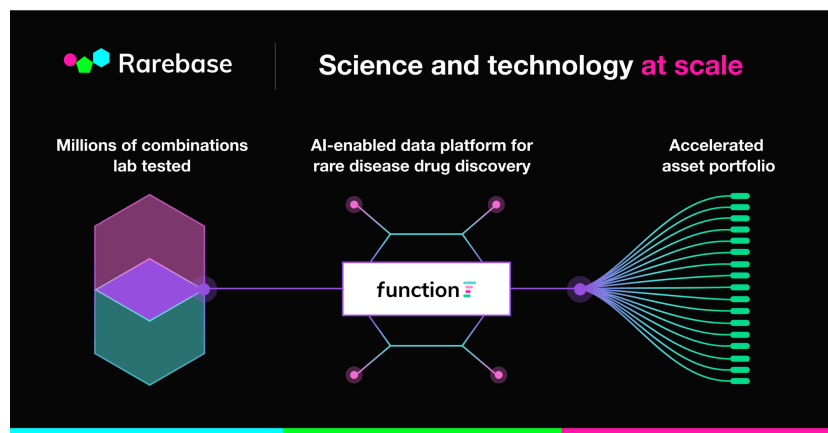 Rarebase
Science and technology at scale
Millions of combinations
lab tested
AI-enabled data platform for
rare disease drug discovery
Accelerated
asset portfolio
function